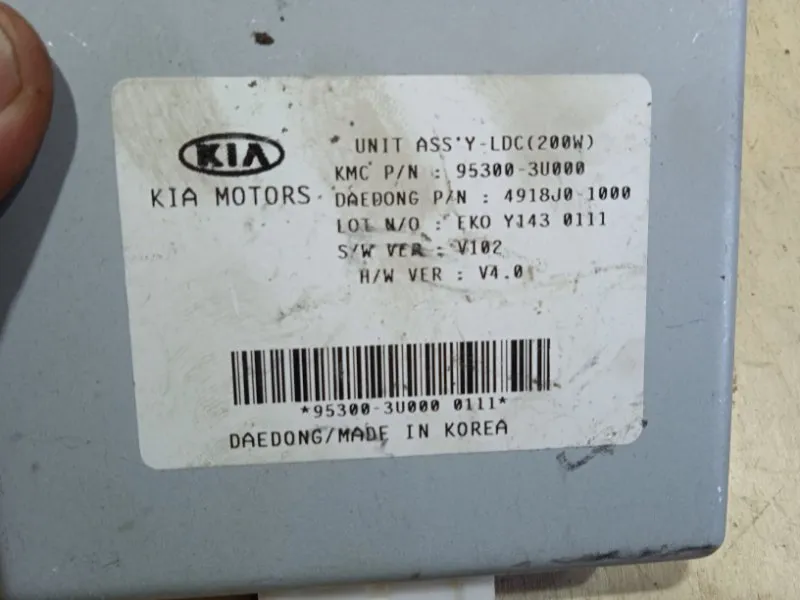 KIA
KIA MOTORS
UNIT ASS'Y-LDC(200W)
KMC P/N : 95300-3U000
DAEDONG P/N : 4918J0-1000
LOT N/O : EKO YJ43 0111
S/W VER : V102
H/W VER : V4.0
*95300-3U000 0111*
DAEDONG/MADE IN KOREA